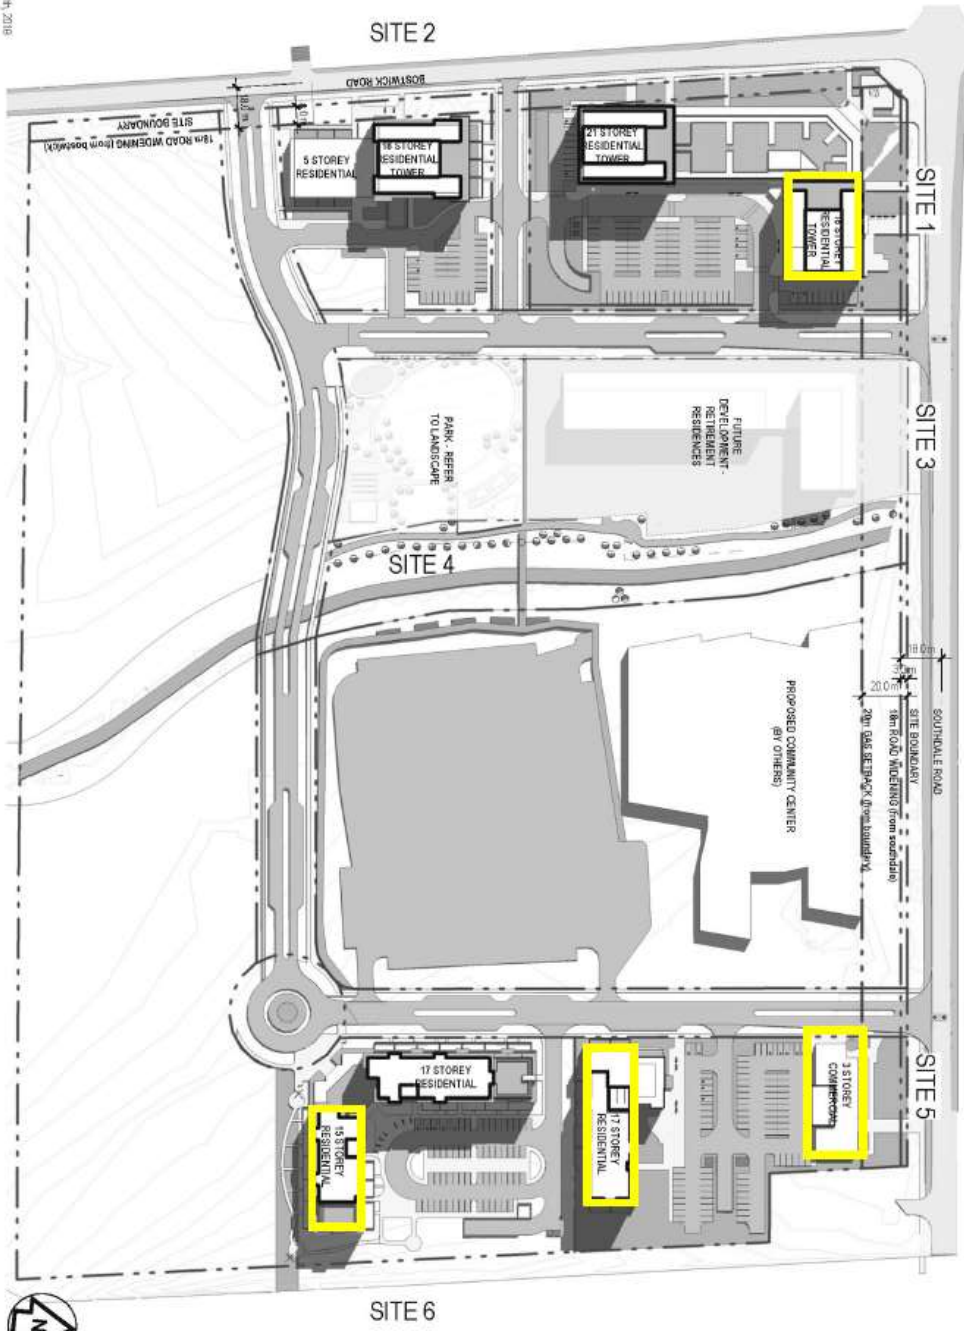 SITE 2
BOSTWICK ROAD
SITE BOUNDARY
18m ROAD WIDENING (from bostwick)
5 STOREY
RESIDENTIAL
18 STOREY
RESIDENTIAL
TOWER
21 STOREY
RESIDENTIAL
TOWER
SITE 1
RESIDENTIAL
TOWER
SITE 3
FUTURE
DEVELOPMENT -
RETIREMENT
RESIDENCES
PARK - REFER
TO LANDSCAPE
SITE 4
18.0m
20.0m
PROPOSED COMMUNITY CENTER
(BY OTHERS)
SOUTHDALE ROAD
SITE BOUNDARY
18m ROAD WIDENING (from southdale)
20m GAS SETBACK (from boundary)
SITE 5
3 STOREY
COMMERCIAL
17 STOREY
RESIDENTIAL
17 STOREY
RESIDENTIAL
15 STOREY
RESIDENTIAL
SITE 6
N